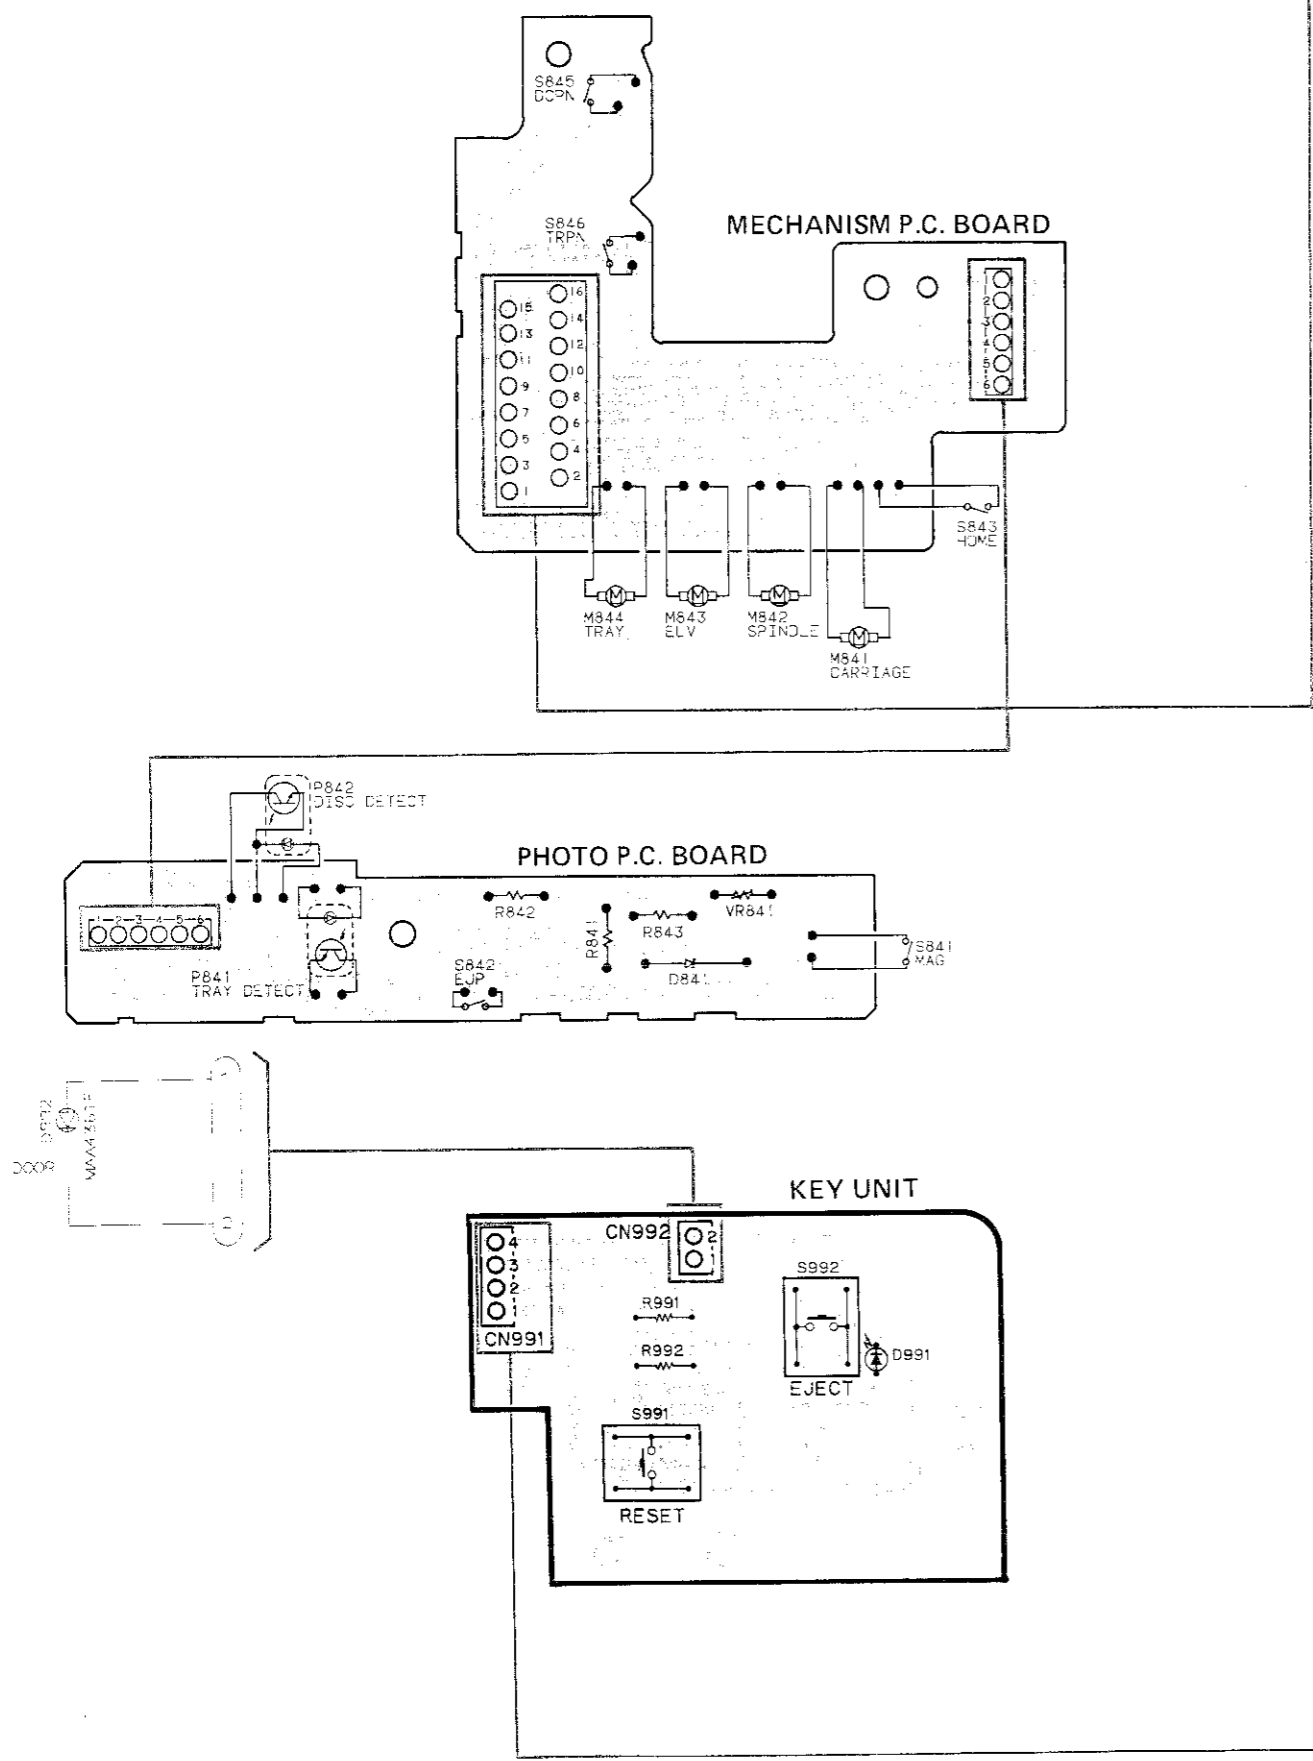 S845
S846
TRPN
MECHANISM P.C. BOARD
16
15
14
13
12
11
10
9
8
7
6
5
4
3
2
1
1
2
3
4
5
6
S843
HOME
M844
TRAY
M843
ELV
M842
SPINDLE
M841
CARRIAGE
P842
DISC DETECT
PHOTO P.C. BOARD
1-2-3-4-5-6
P841
TRAY DETECT
S842
EJP
R842
R841
R843
D841
VR841
S841
MAG
DOOR
D992
1
2
KEY UNIT
CN992
2
1
4
3
2
CN991
R991
R992
S992
EJECT
D991
S991
RESET